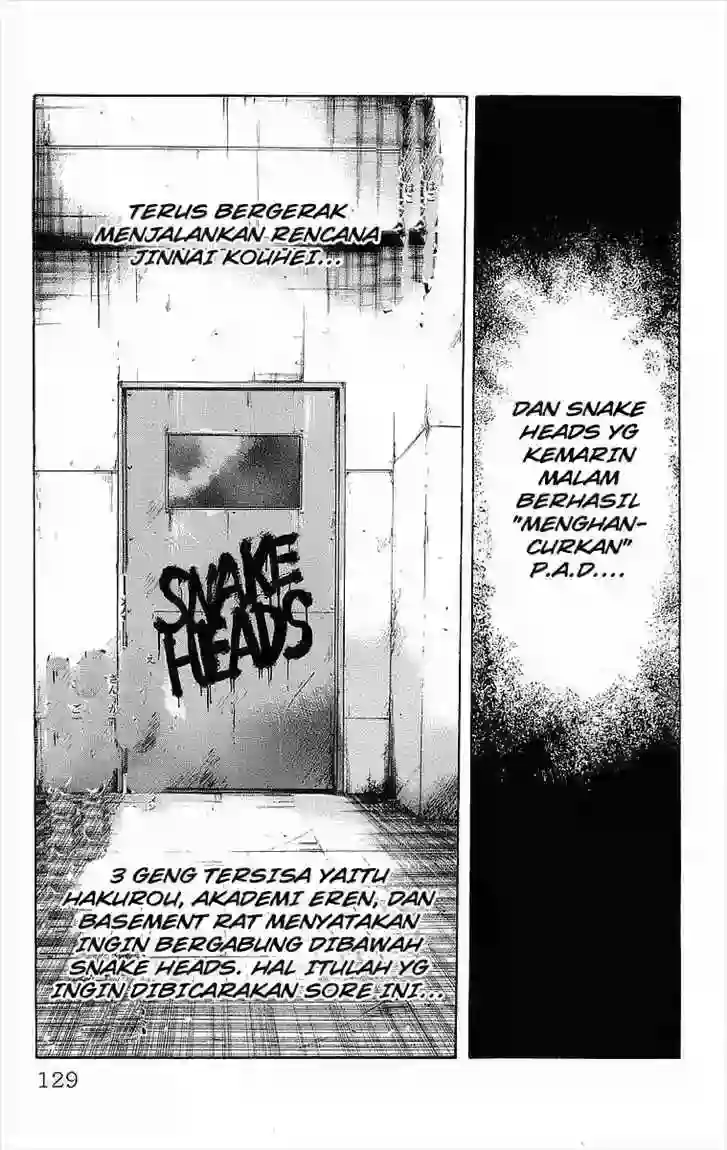 DAN SNAKE
HEADS YG
KEMARIN
MALAM
BERHASIL
"MENGHAN-
CURKAN"
P.A.D....
TERUS BERGERAK
MENJALANKAN RENCANA
JINNAI KOUHEI...
SNAKE
HEADS
3 GENG TERSISA YAITU
HAKUROU, AKADEMI EREN, DAN
BASEMENT RAT MENYATAKAN
INGIN BERGABUNG DIBAWAH
SNAKE HEADS. HAL ITULAH YG
INGIN DIBICARAKAN SORE INI...
129